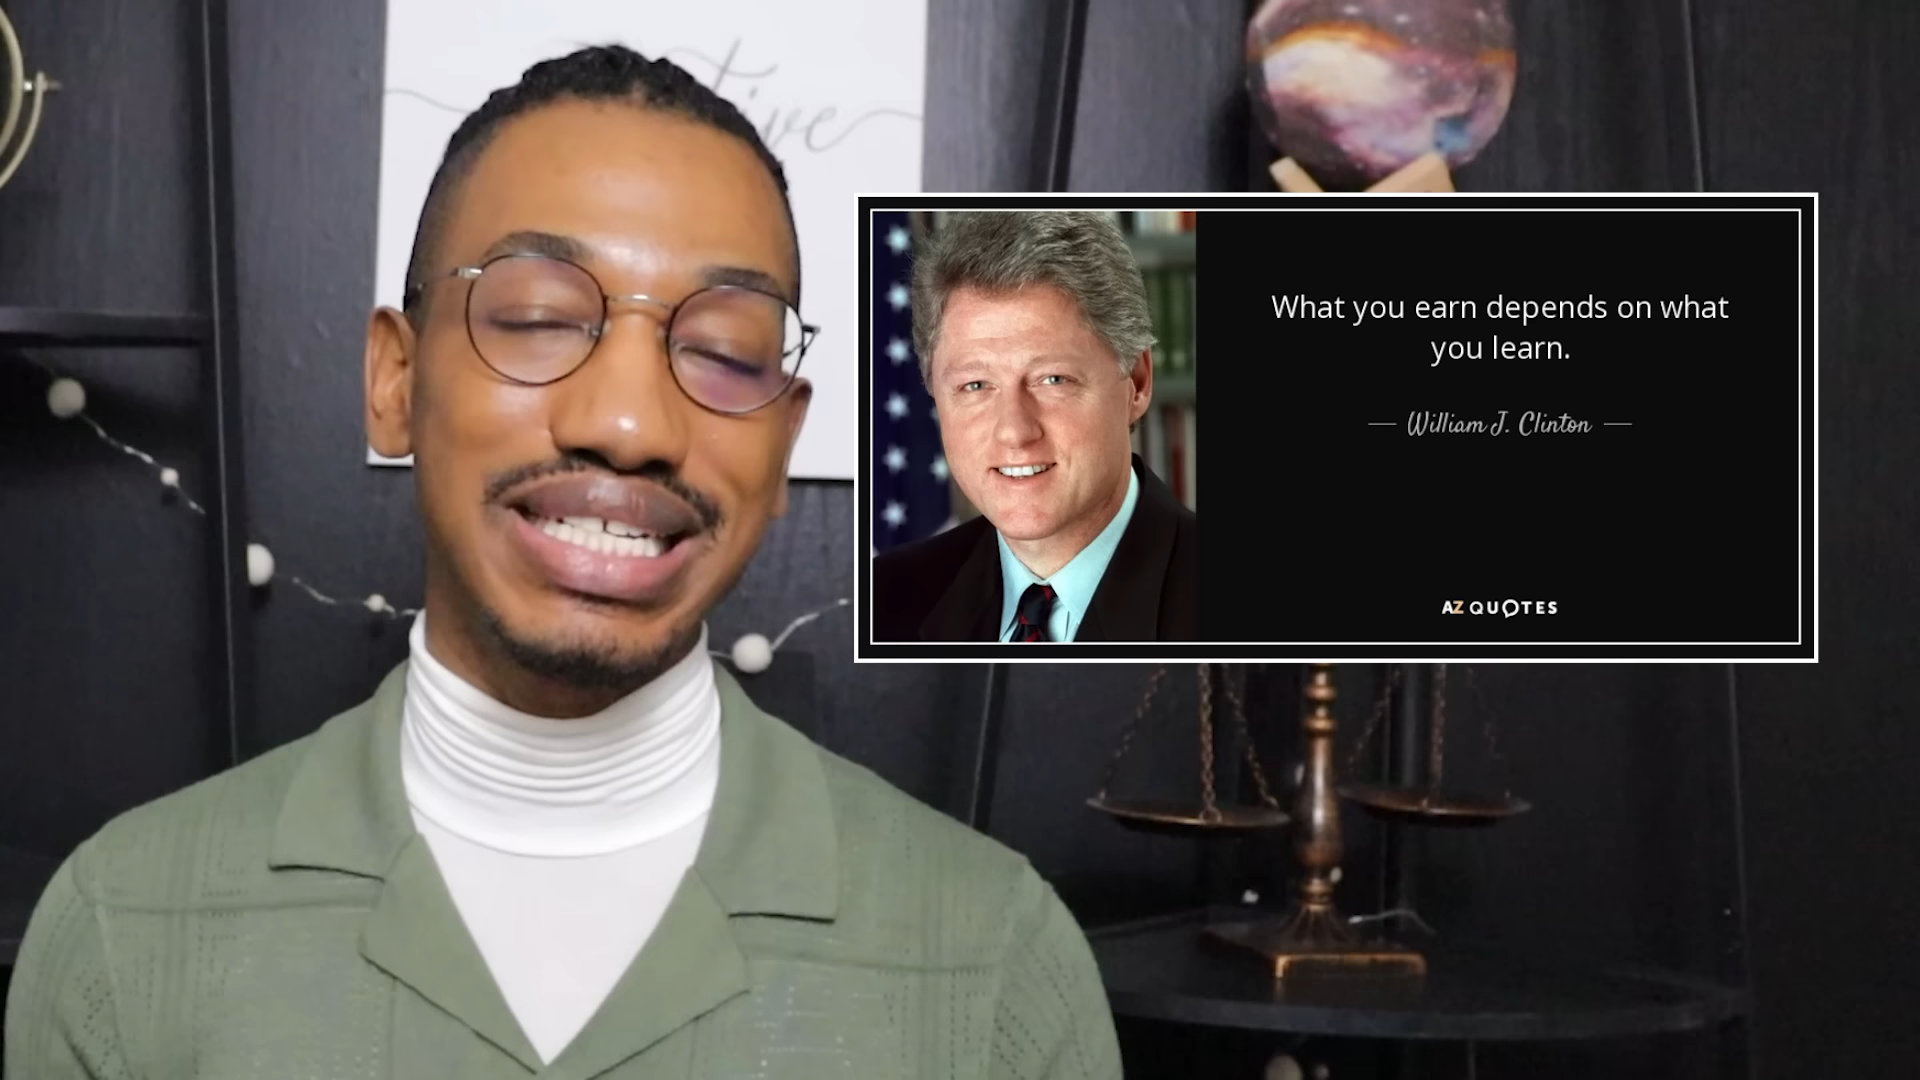 What you earn depends on what
you learn.
— William J. Clinton —
AZ QUOTES